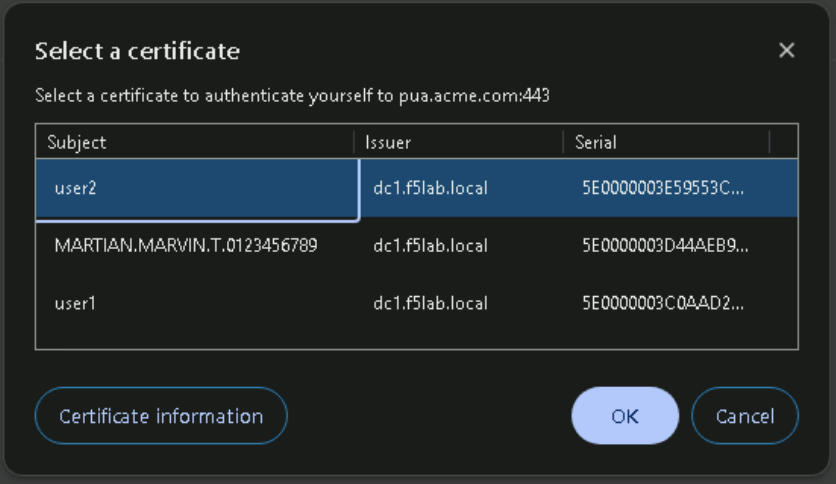 Select a certificate
Select a certificate to authenticate yourself to pua.acme.com:443
Subject Issuer Serial
user2 dc1.f5lab.local 5E0000003E59553C...
MARTIAN.MARVIN.T.0123456789 dc1.f5lab.local 5E0000003D44AEB9...
user1 dc1.f5lab.local 5E0000003C0AAD2...
Certificate information OK Cancel